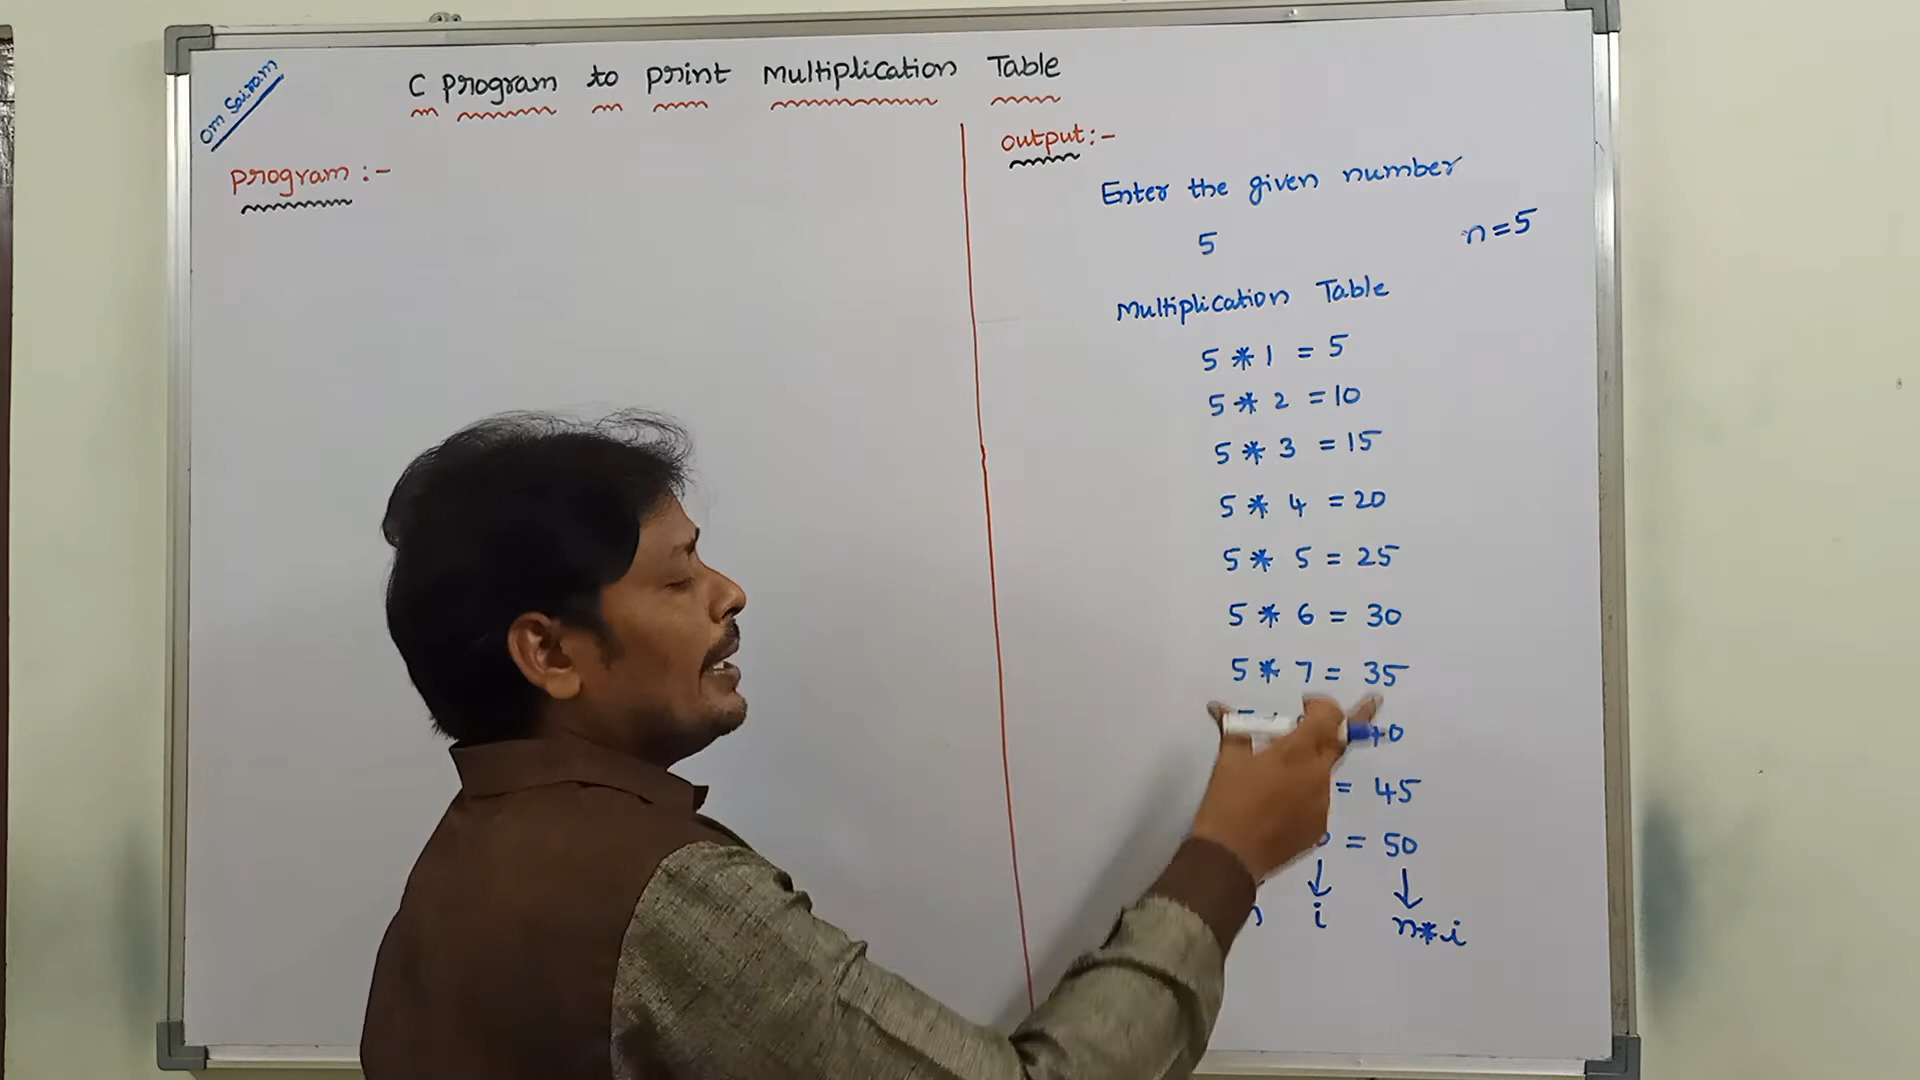 Om Sairam
C Program to print Multiplication Table
Program :-
Output :-
Enter the given number
5
n=5
Multiplication Table
5 * 1 = 5
5 * 2 = 10
5 * 3 = 15
5 * 4 = 20
5 * 5 = 25
5 * 6 = 30
5 * 7 = 35
= 45
= 50
i n*i